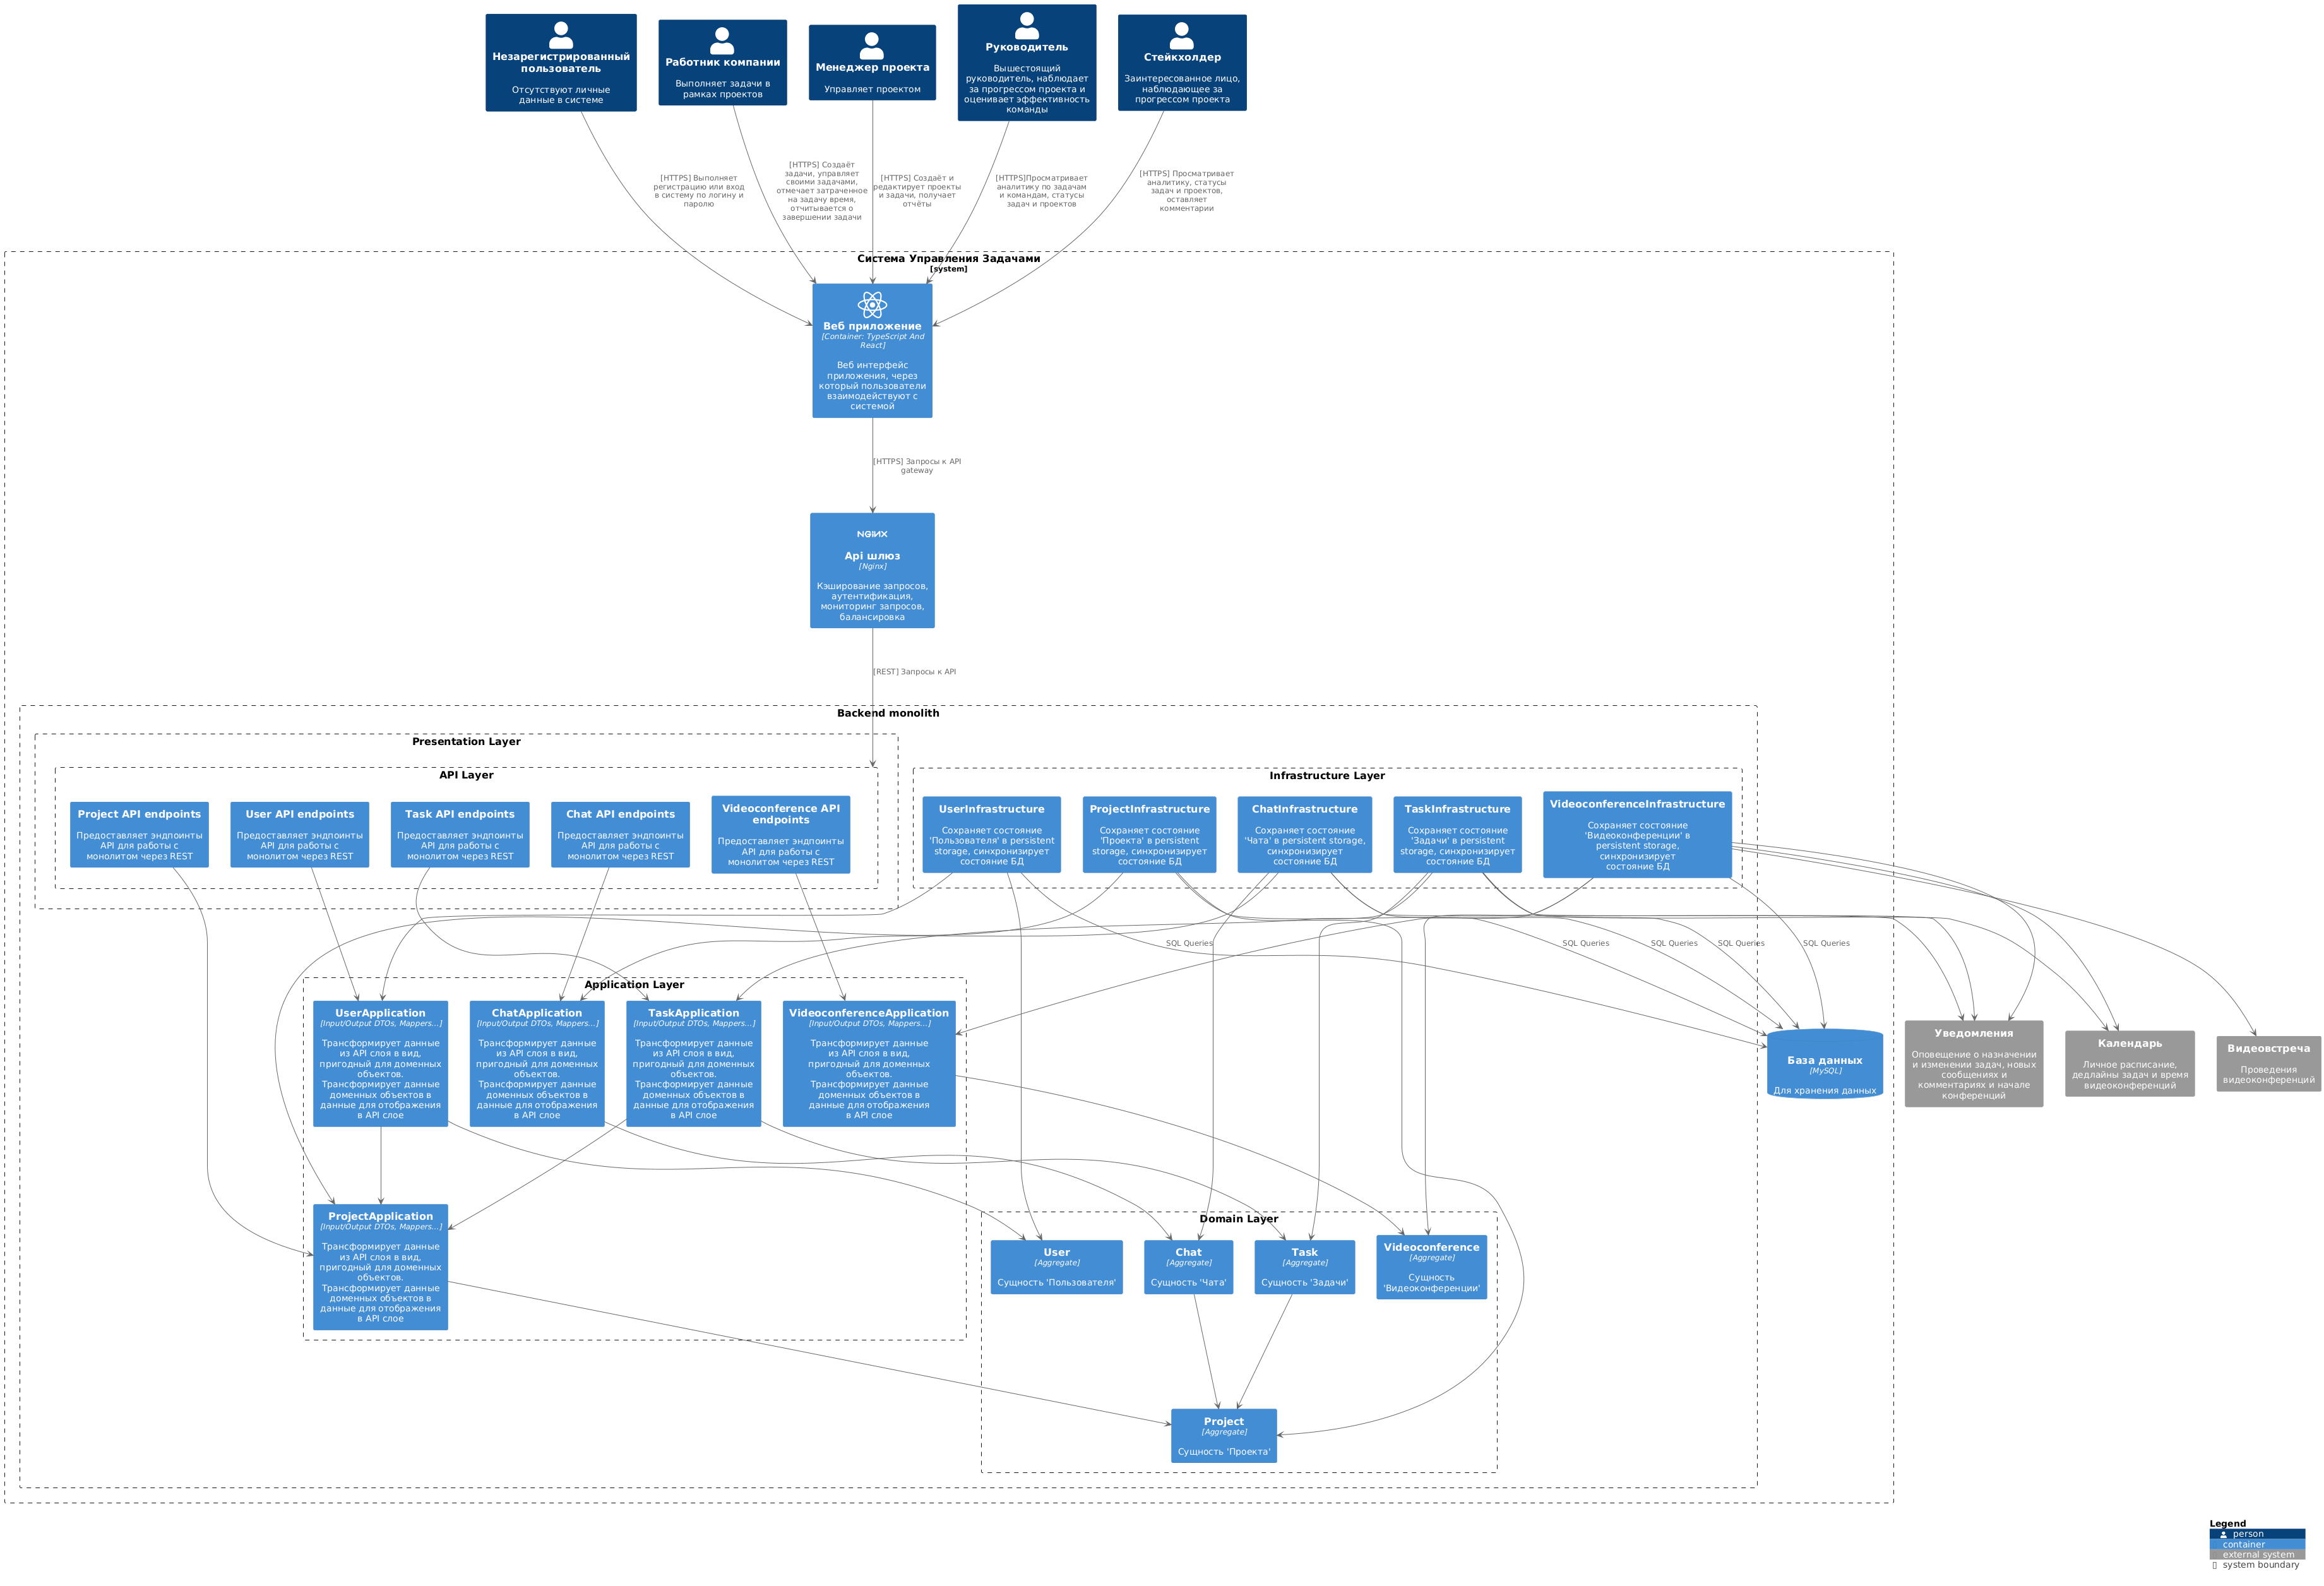 Незарегистрированный
пользователь
Отсутствуют личные
данные в системе
Работник компании
Выполняет задачи в
рамках проектов
Менеджер проекта
Управляет проектом
Руководитель
Вышестоящий
руководитель, наблюдает
за прогрессом проекта и
оценивает эффективность
команды
Стейкхолдер
Заинтересованное лицо,
наблюдающее за
прогрессом проекта
[HTTPS] Выполняет
регистрацию или вход
в систему по логину и
паролю
[HTTPS] Создаёт
задачи, управляет
своими задачами,
отмечает затраченное
на задачу время,
отчитывается о
завершении задачи
[HTTPS] Создаёт и
редактирует проекты
и задачи, получает
отчёты
[HTTPS]Просматривает
аналитику по задачам
и командам, статусы
задач и проектов
[HTTPS] Просматривает
аналитику, статусы
задач и проектов,
оставляет
комментарии
Система Управления Задачами
[system]
Веб приложение
[Container: TypeScript And
React]
Веб интерфейс
приложения, через
который пользователи
взаимодействуют с
системой
[HTTPS] Запросы к API
gateway
NGINX
Api шлюз
[Nginx]
Кэширование запросов,
аутентификация,
мониторинг запросов,
балансировка
[REST] Запросы к API
Backend monolith
Presentation Layer
API Layer
Project API endpoints
Предоставляет эндпоинты
API для работы с
монолитом через REST
User API endpoints
Предоставляет эндпоинты
API для работы с
монолитом через REST
Task API endpoints
Предоставляет эндпоинты
API для работы с
монолитом через REST
Chat API endpoints
Предоставляет эндпоинты
API для работы с
монолитом через REST
Videoconference API
endpoints
Предоставляет эндпоинты
API для работы с
монолитом через REST
Infrastructure Layer
UserInfrastructure
Сохраняет состояние
'Пользователя' в persistent
storage, синхронизирует
состояние БД
ProjectInfrastructure
Сохраняет состояние
'Проекта' в persistent
storage, синхронизирует
состояние БД
ChatInfrastructure
Сохраняет состояние
'Чата' в persistent storage,
синхронизирует
состояние БД
TaskInfrastructure
Сохраняет состояние
'Задачи' в persistent
storage, синхронизирует
состояние БД
VideoconferenceInfrastructure
Сохраняет состояние
'Видеоконференции' в
persistent storage,
синхронизирует
состояние БД
SQL Queries
SQL Queries
SQL Queries
SQL Queries
SQL Queries
Application Layer
UserApplication
[Input/Output DTOs, Mappers...]
Трансформирует данные
из API слоя в вид,
пригодный для доменных
объектов.
Трансформирует данные
доменных объектов в
данные для отображения
в API слое
ChatApplication
[Input/Output DTOs, Mappers...]
Трансформирует данные
из API слоя в вид,
пригодный для доменных
объектов.
Трансформирует данные
доменных объектов в
данные для отображения
в API слое
TaskApplication
[Input/Output DTOs, Mappers...]
Трансформирует данные
из API слоя в вид,
пригодный для доменных
объектов.
Трансформирует данные
доменных объектов в
данные для отображения
в API слое
VideoconferenceApplication
[Input/Output DTOs, Mappers...]
Трансформирует данные
из API слоя в вид,
пригодный для доменных
объектов.
Трансформирует данные
доменных объектов в
данные для отображения
в API слое
База данных
[MySQL]
Для хранения данных
Уведомления
Оповещение о назначении
и изменении задач, новых
сообщениях и
комментариях и начале
конференций
Календарь
Личное расписание,
дедлайны задач и время
видеоконференций
Видеовстреча
Проведения
видеоконференций
ProjectApplication
[Input/Output DTOs, Mappers...]
Трансформирует данные
из API слоя в вид,
пригодный для доменных
объектов.
Трансформирует данные
доменных объектов в
данные для отображения
в API слое
Domain Layer
User
[Aggregate]
Сущность 'Пользователя'
Chat
[Aggregate]
Сущность 'Чата'
Task
[Aggregate]
Сущность 'Задачи'
Videoconference
[Aggregate]
Сущность
'Видеоконференции'
Project
[Aggregate]
Сущность 'Проекта'
Legend
person
container
external system
system boundary